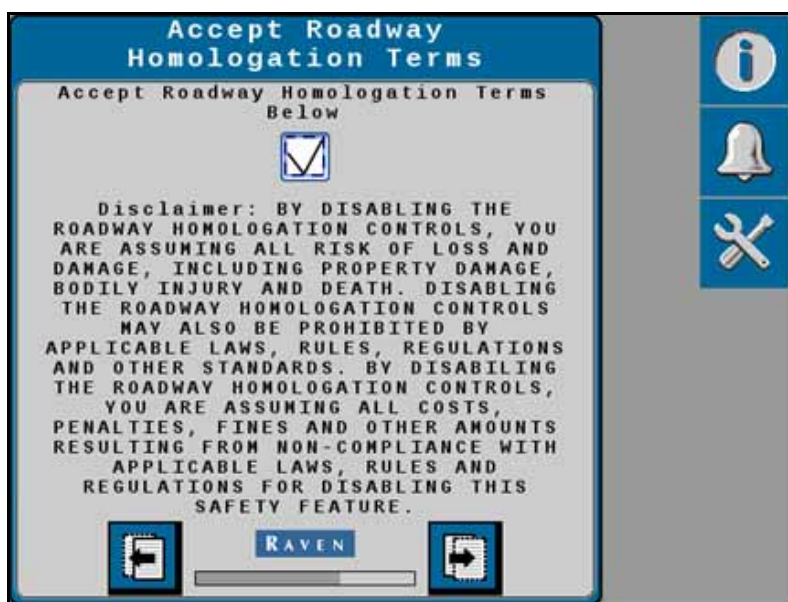 Accept Roadway
Homologation Terms
Accept Roadway Homologation Terms
Below
Disclaimer: BY DISABLING THE
ROADWAY HOMOLOGATION CONTROLS, YOU
ARE ASSUMING ALL RISK OF LOSS AND
DAMAGE, INCLUDING PROPERTY DAMAGE,
BODILY INJURY AND DEATH. DISABLING
THE ROADWAY HOMOLOGATION CONTROLS
MAY ALSO BE PROHIBITED BY
APPLICABLE LAWS, RULES, REGULATIONS
AND OTHER STANDARDS. BY DISABILING
THE ROADWAY HOMOLOGATION CONTROLS,
YOU ARE ASSUMING ALL COSTS,
PENALTIES, FINES AND OTHER AMOUNTS
RESULTING FROM NON-COMPLIANCE WITH
APPLICABLE LAWS, RULES AND
REGULATIONS FOR DISABLING THIS
SAFETY FEATURE.
RAVEN